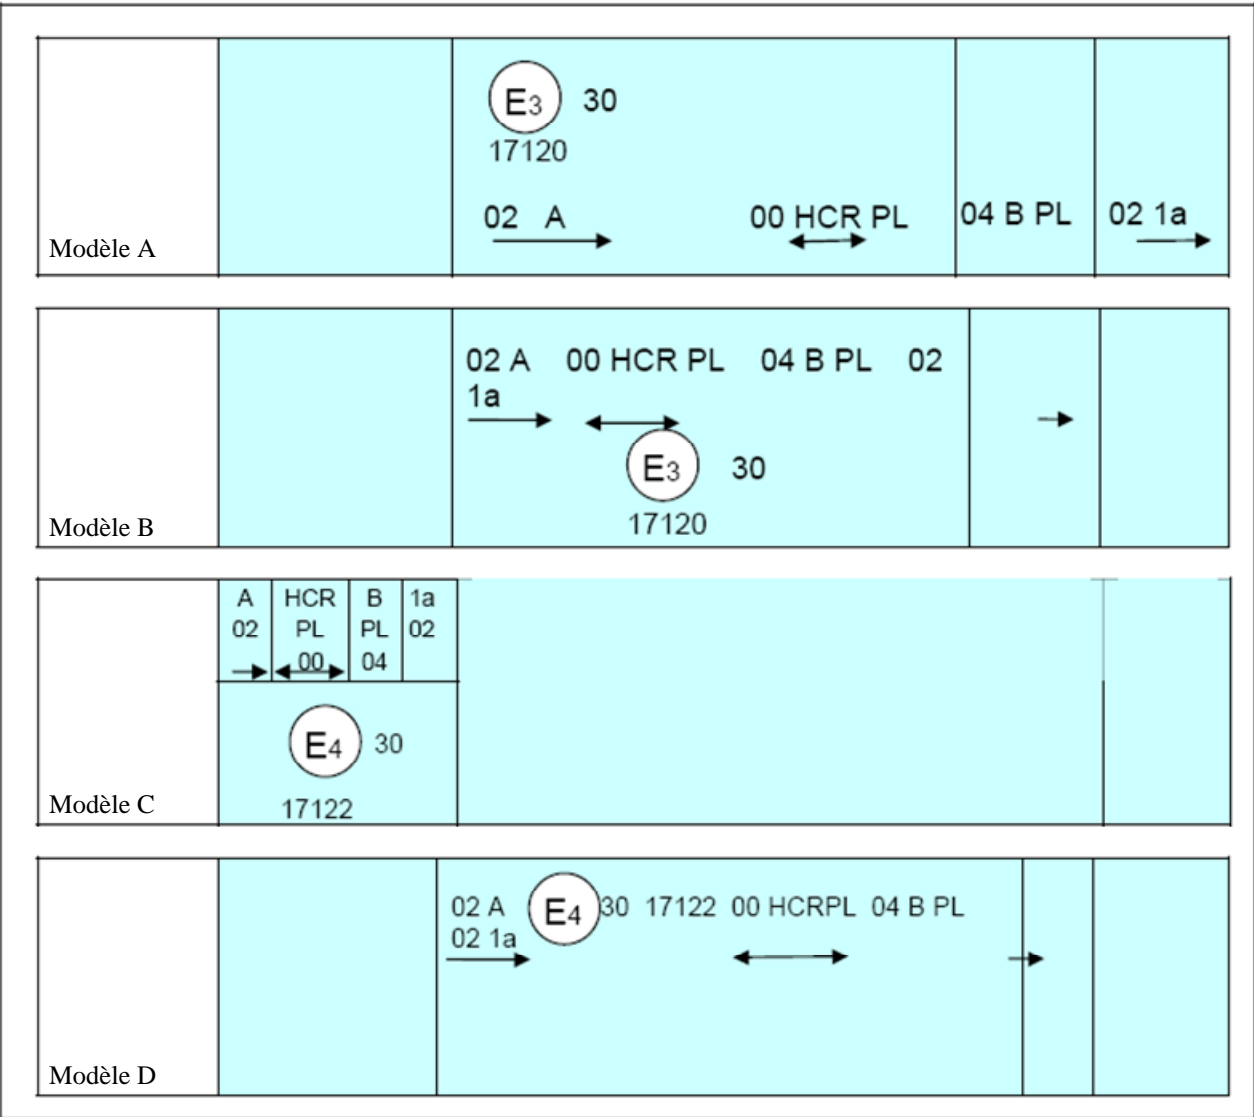 E3 30
17120
02 A 00 HCR PL 04 B PL 02 1a
Modèle A
02 A 00 HCR PL 04 B PL 02
1a
E3 30
17120
Modèle B
A HCR B 1a
02 PL PL 02
00 04
E4 30
17122
Modèle C
02 A E4 30 17122 00 HCRPL 04 B PL
02 1a
Modèle D